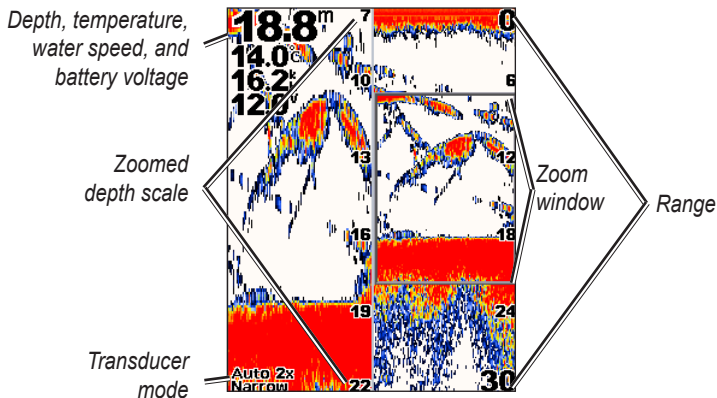 Depth, temperature,
water speed, and
battery voltage
Zoomed
depth scale
Transducer
mode
18.8m
14.0°C
16.2k
12.0v
7
10
13
16
19
22
Auto 2x
Narrow
0
6
12
18
24
30
Zoom
window
Range